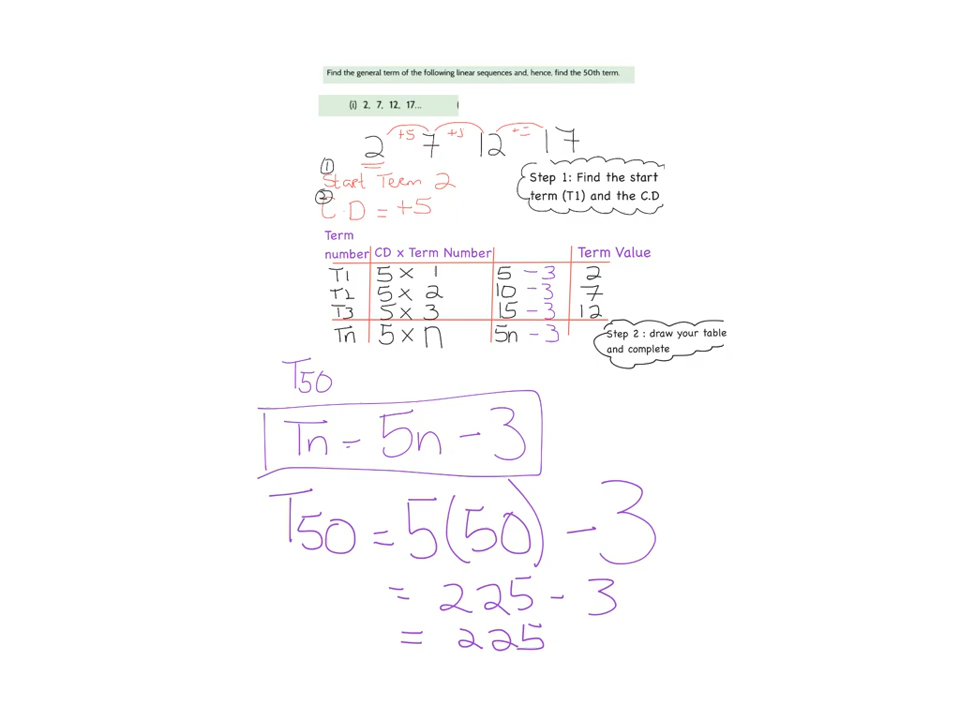 Find the general term of the following linear sequences and, hence, find the 50th term.
(i) 2, 7, 12, 17...
+5 +5 +5
2 7 12 17
① Start Term 2
② C.D = +5
Step 1: Find the start
term (T1) and the C.D
Term
number CD x Term Number Term Value
T1 5 × 1 5 - 3 2
T2 5 × 2 10 - 3 7
T3 5 × 3 15 - 3 12
Tn 5 × n 5n - 3
Step 2 : draw your table
and complete
T50
Tn = 5n - 3
T50 = 5(50) - 3
= 225 - 3
= 225